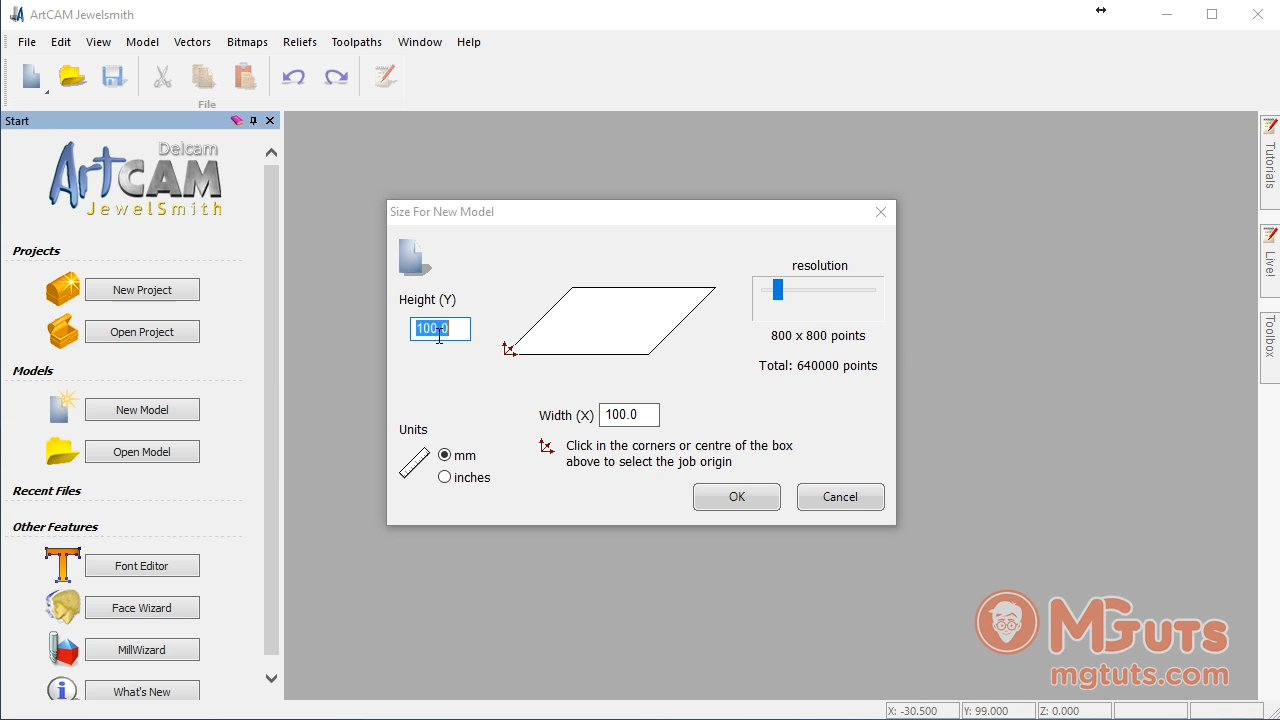 ArtCAM Jewelsmith
File Edit View Model Vectors Bitmaps Reliefs Toolpaths Window Help
File
Start
Delcam
ArtCAM
JewelSmith
Projects
New Project
Open Project
Models
New Model
Open Model
Recent Files
Other Features
Font Editor
Face Wizard
MillWizard
What's New
Size For New Model
Height (Y)
100.0
resolution
800 x 800 points
Total: 640000 points
Width (X) 100.0
Units
mm
inches
Click in the corners or centre of the box
above to select the job origin
OK Cancel
Tutorials
Live!
Toolbox
MGTUTS
mgtuts.com
X: -30.500 Y: 99.000 Z: 0.000